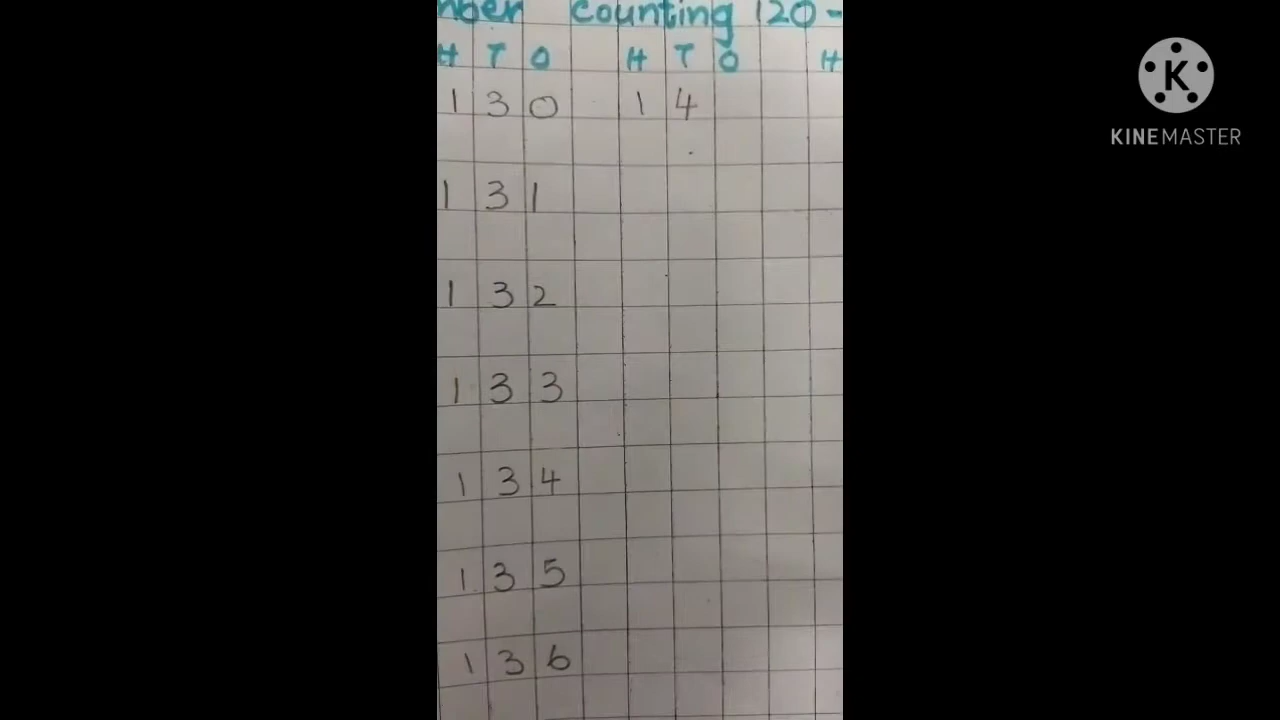 counting 120-
H T O H T O H
1 3 0 1 4
1 3 1
1 3 2
1 3 3
1 3 4
1 3 5
1 3 6
K
KINEMASTER